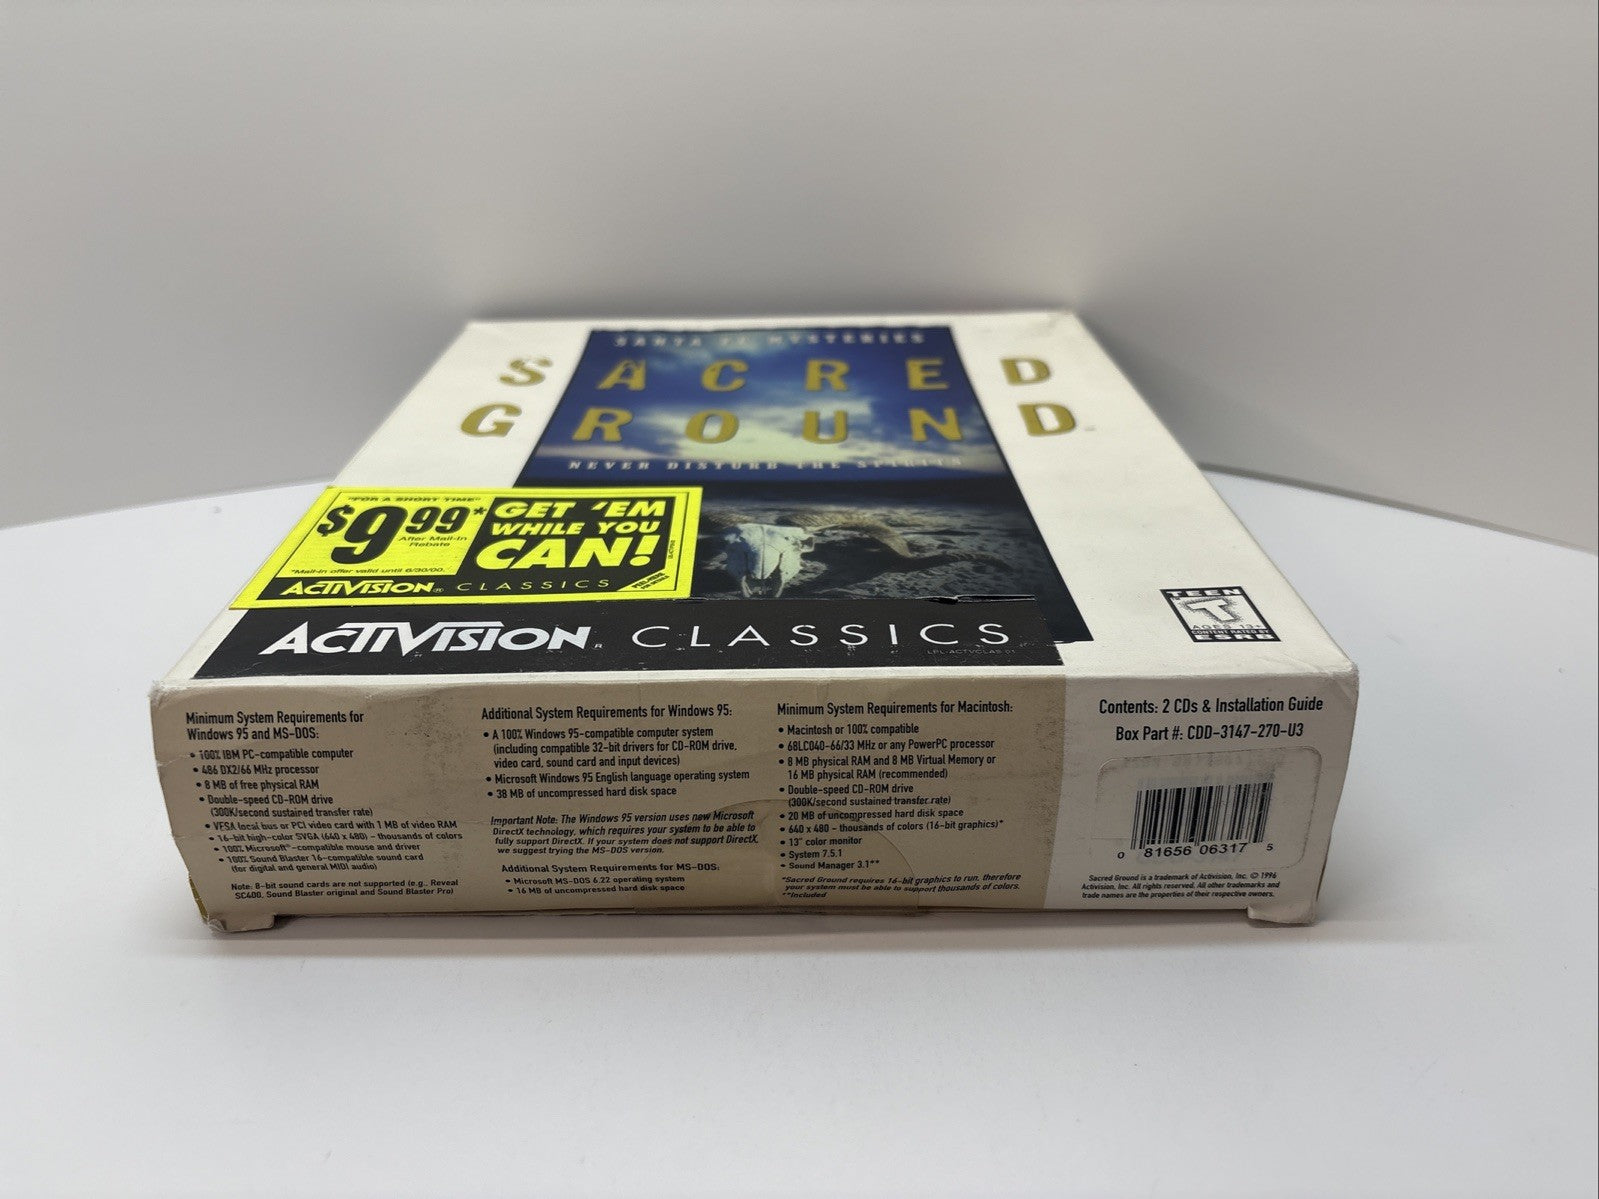 SANTA FE MYSTERIES
SACRED
GROUND
NEVER DISTURB THE SPIRITS
"FOR A SHORT TIME"
$9.99*
After Mail-In
Rebate
*Mail-in offer valid until 6/30/00.
GET 'EM
WHILE YOU
CAN!
ACTIVISION® CLASSICS
ACTIVISION® CLASSICS
LBL-ACTVCLAS.01
TEEN
T
AGES 13+
CONTENT RATED BY
ESRB
Minimum System Requirements for
Windows 95 and MS-DOS:
• 100% IBM PC-compatible computer
• 486 DX2/66 MHz processor
• 8 MB of free physical RAM
• Double-speed CD-ROM drive
(300K/second sustained transfer rate)
• VESA local bus or PCI video card with 1 MB of video RAM
• 16-bit high-color SVGA (640 x 480) - thousands of colors
• 100% Microsoft®-compatible mouse and driver
• 100% Sound Blaster 16-compatible sound card
(for digital and general MIDI audio)
Note: 8-bit sound cards are not supported (e.g., Reveal
SC400, Sound Blaster original and Sound Blaster Pro)
Additional System Requirements for Windows 95:
• A 100% Windows 95-compatible computer system
(including compatible 32-bit drivers for CD-ROM drive,
video card, sound card and input devices)
• Microsoft Windows 95 English language operating system
• 38 MB of uncompressed hard disk space
Important Note: The Windows 95 version uses new Microsoft
DirectX technology, which requires your system to be able to
fully support DirectX. If your system does not support DirectX,
we suggest trying the MS-DOS version.
Additional System Requirements for MS-DOS:
• Microsoft MS-DOS 6.22 operating system
• 16 MB of uncompressed hard disk space
Minimum System Requirements for Macintosh:
• Macintosh or 100% compatible
• 68LC040-66/33 MHz or any PowerPC processor
• 8 MB physical RAM and 8 MB Virtual Memory or
16 MB physical RAM (recommended)
• Double-speed CD-ROM drive
(300K/second sustained transfer rate)
• 20 MB of uncompressed hard disk space
• 640 x 480 - thousands of colors (16-bit graphics)*
• 13" color monitor
• System 7.5.1
• Sound Manager 3.1**
*Sacred Ground requires 16-bit graphics to run, therefore
your system must be able to support thousands of colors.
**Included
Contents: 2 CDs & Installation Guide
Box Part #: CDD-3147-270-U3
0 81656 06317 5
Sacred Ground is a trademark of Activision, Inc. © 1996
Activision, Inc. All rights reserved. All other trademarks and
trade names are the properties of their respective owners.